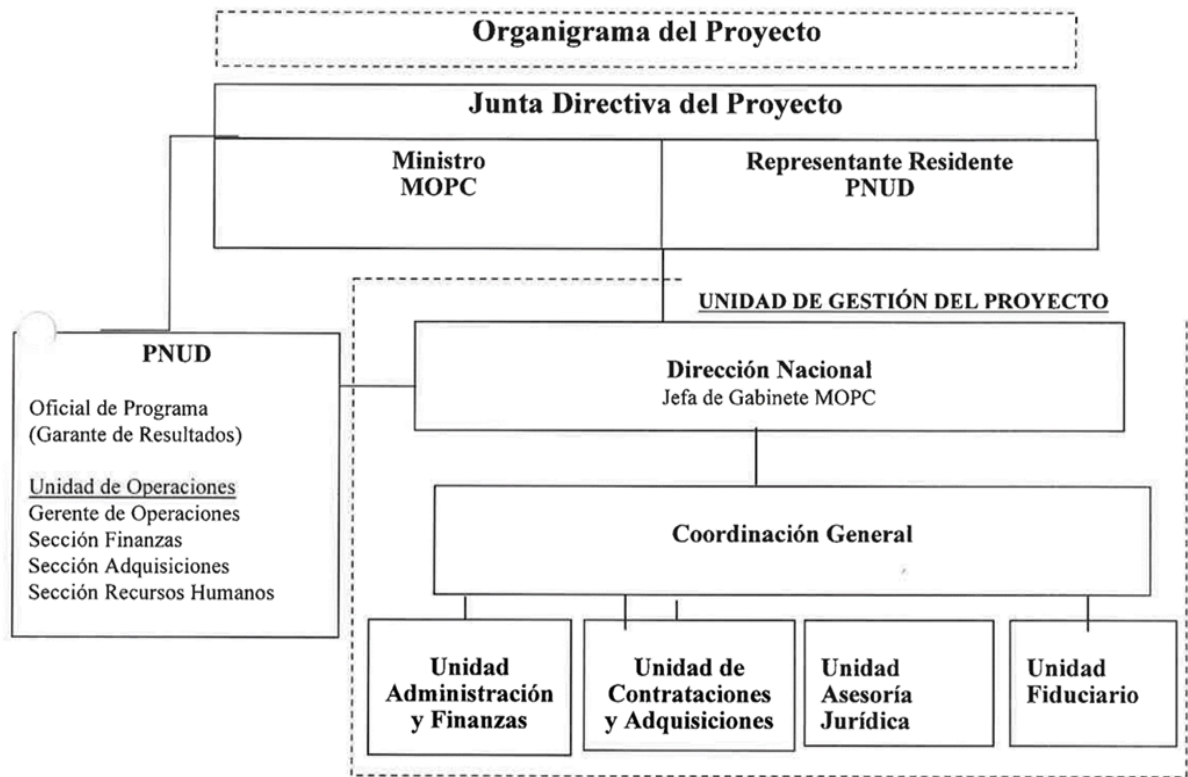 Organigrama del Proyecto
Junta Directiva del Proyecto
Ministro
MOPC
Representante Residente
PNUD
UNIDAD DE GESTIÓN DEL PROYECTO
PNUD
Oficial de Programa
(Garante de Resultados)
Unidad de Operaciones
Gerente de Operaciones
Sección Finanzas
Sección Adquisiciones
Sección Recursos Humanos
Dirección Nacional
Jefa de Gabinete MOPC
Coordinación General
Unidad
Administración
y Finanzas
Unidad de
Contrataciones
y Adquisiciones
Unidad
Asesoría
Jurídica
Unidad
Fiduciario